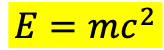 E = mc²